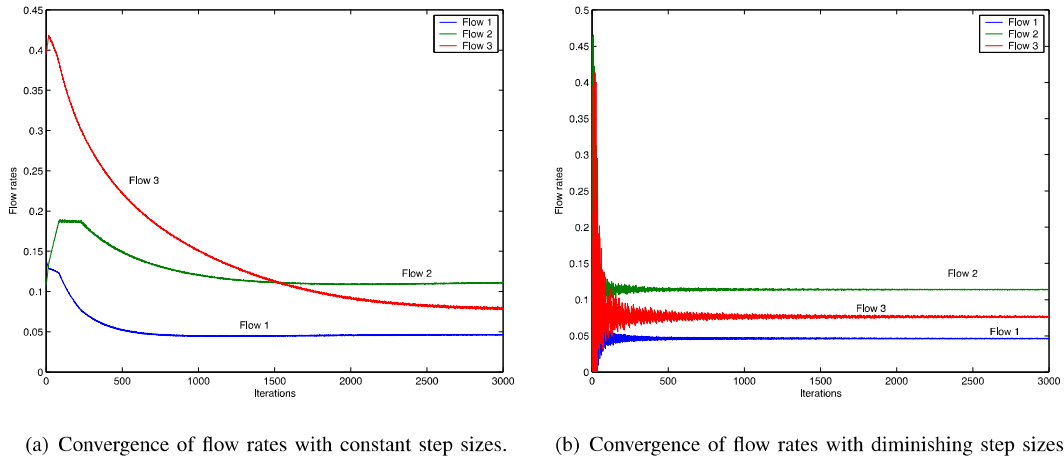 0.45
0.4
0.35
0.3
0.25
0.2
0.15
0.1
0.05
0
Flow rates
Flow 1
Flow 2
Flow 3
Flow 3
Flow 2
Flow 1
0 500 1000 1500 2000 2500 3000
Iterations
(a) Convergence of flow rates with constant step sizes.
0.5
0.45
0.4
0.35
0.3
0.25
0.2
0.15
0.1
0.05
0
Flow rates
Flow 1
Flow 2
Flow 3
Flow 2
Flow 3
Flow 1
0 500 1000 1500 2000 2500 3000
Iterations
(b) Convergence of flow rates with diminishing step sizes